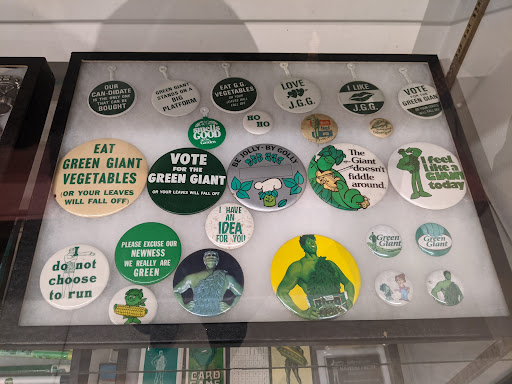 OUR
CAN-DIDATE
IS THE ONLY ONE
THAT CAN BE
BOUGHT
GREEN GIANT
STANDS ON A
BIG
PLATFORM
EAT G.G.
VEGETABLES
OR YOUR
LEAVES WILL
FALL OFF
LOVE
J.G.G.
I LIKE
J.G.G.
VOTE
FOR THE
GREEN GIANT
smells
GOOD
HO
HO
EAT
GREEN GIANT
VEGETABLES
(OR YOUR LEAVES
WILL FALL OFF)
VOTE
FOR THE
GREEN GIANT
OR YOUR LEAVES WILL FALL OFF
BE JOLLY-BY GOLLY
The
Giant
doesn't
fiddle
around.
I feel
like a
GIANT
today
I HAVE
AN
IDEA
FOR YOU
I
do not
choose
to run
PLEASE EXCUSE OUR
NEWNESS
WE REALLY ARE
GREEN
Green
Giant
Green
Giant
CARD
GAME